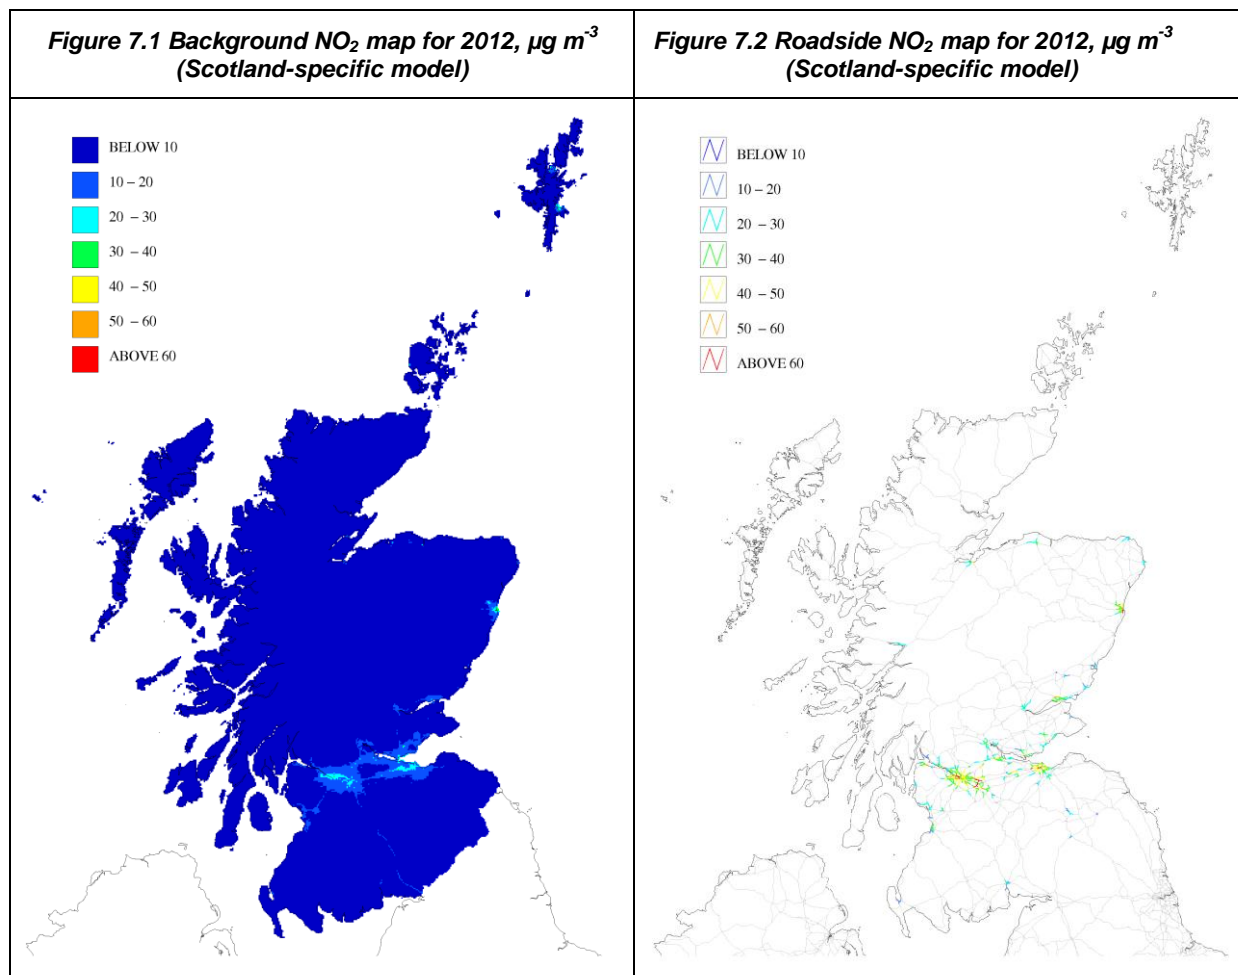 Figure 7.1 Background NO₂ map for 2012, µg m⁻³
(Scotland-specific model)
BELOW 10
10 – 20
20 – 30
30 – 40
40 – 50
50 – 60
ABOVE 60
Figure 7.2 Roadside NO₂ map for 2012, µg m⁻³
(Scotland-specific model)
BELOW 10
10 – 20
20 – 30
30 – 40
40 – 50
50 – 60
ABOVE 60